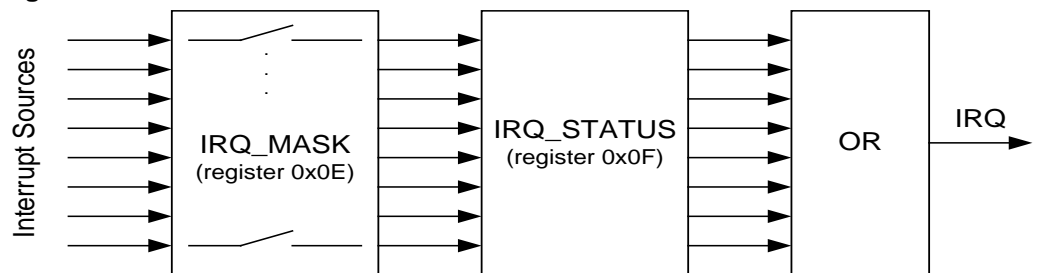 Interrupt Sources
IRQ_MASK
(register 0x0E)
IRQ_STATUS
(register 0x0F)
OR
IRQ